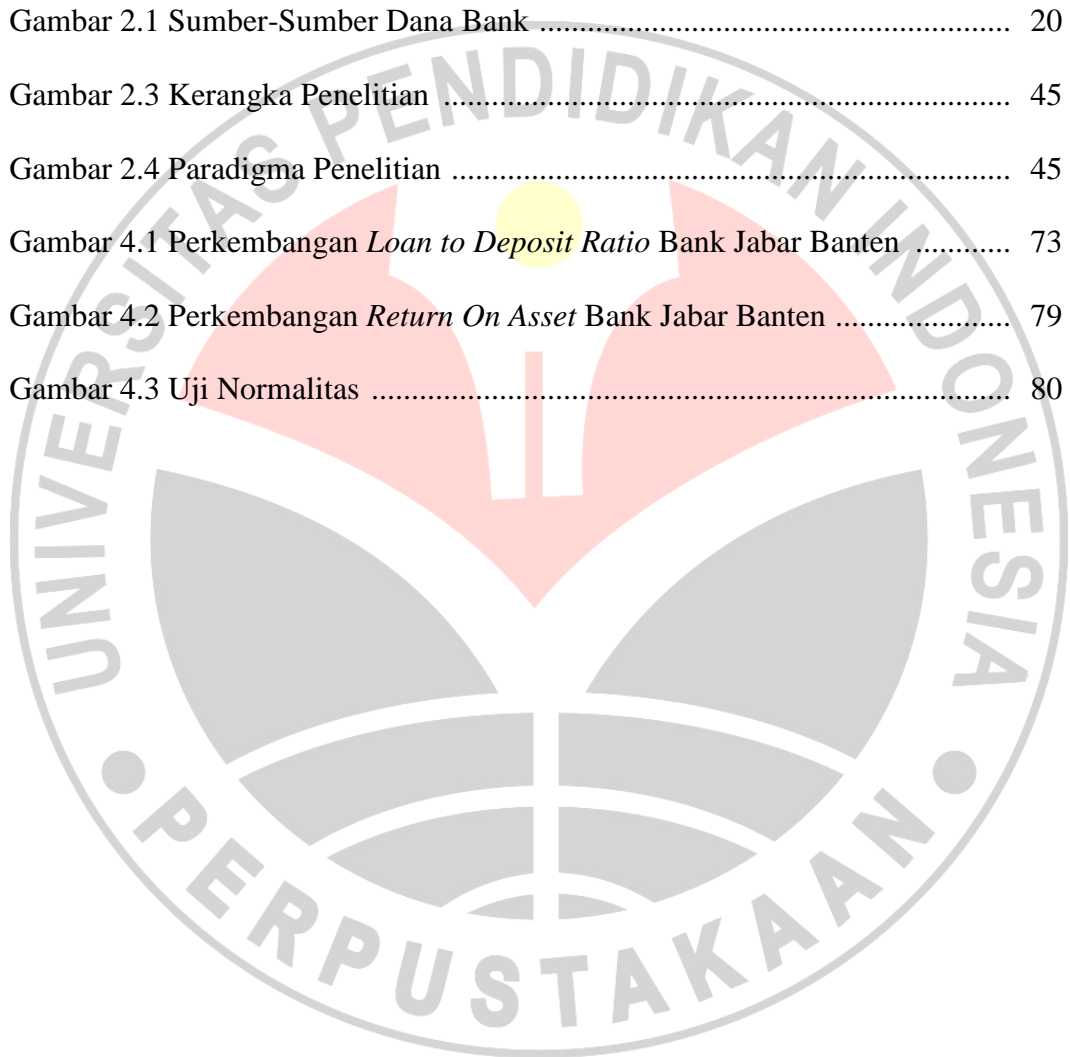 Gambar 2.1 Sumber-Sumber Dana Bank ................................................................ 20
Gambar 2.3 Kerangka Penelitian ............................................................................ 45
Gambar 2.4 Paradigma Penelitian ........................................................................... 45
Gambar 4.1 Perkembangan Loan to Deposit Ratio Bank Jabar Banten ............ 73
Gambar 4.2 Perkembangan Return On Asset Bank Jabar Banten ...................... 79
Gambar 4.3 Uji Normalitas ...................................................................................... 80
UNIVERSITAS PENDIDIKAN INDONESIA
PERPUSTAKAAN